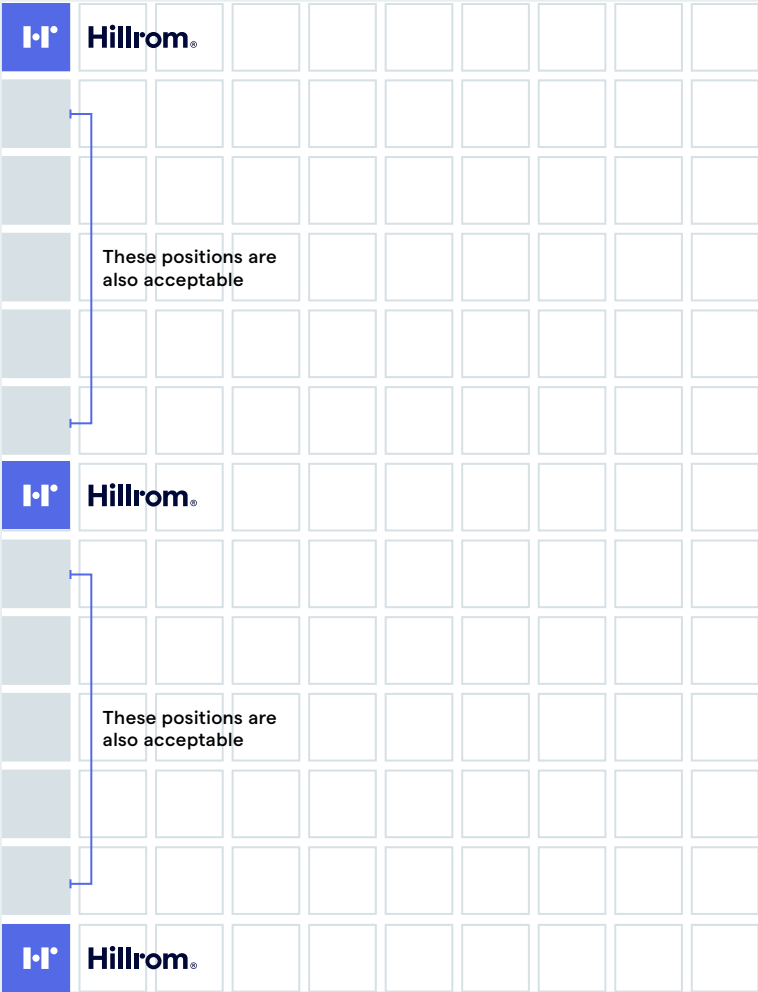 Hillrom®
These positions are
also acceptable
Hillrom®
These positions are
also acceptable
Hillrom®